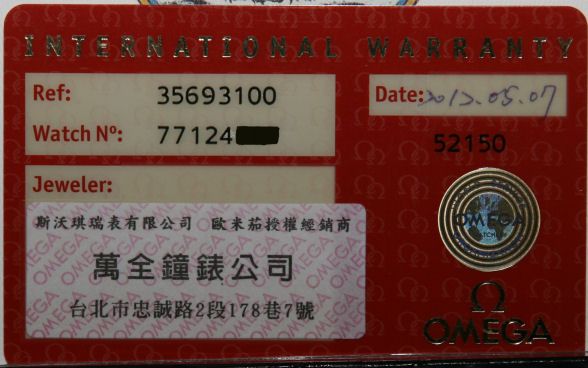 INTERNATIONAL WARRANTY
Ref: 35693100
Date: 2012.05.07
Watch Nº: 77124
52150
Jeweler:
斯沃琪瑞表有限公司 歐米茄授權經銷商
萬全鐘錶公司
台北市忠誠路2段178巷7號
OMEGA
Ω
OMEGA